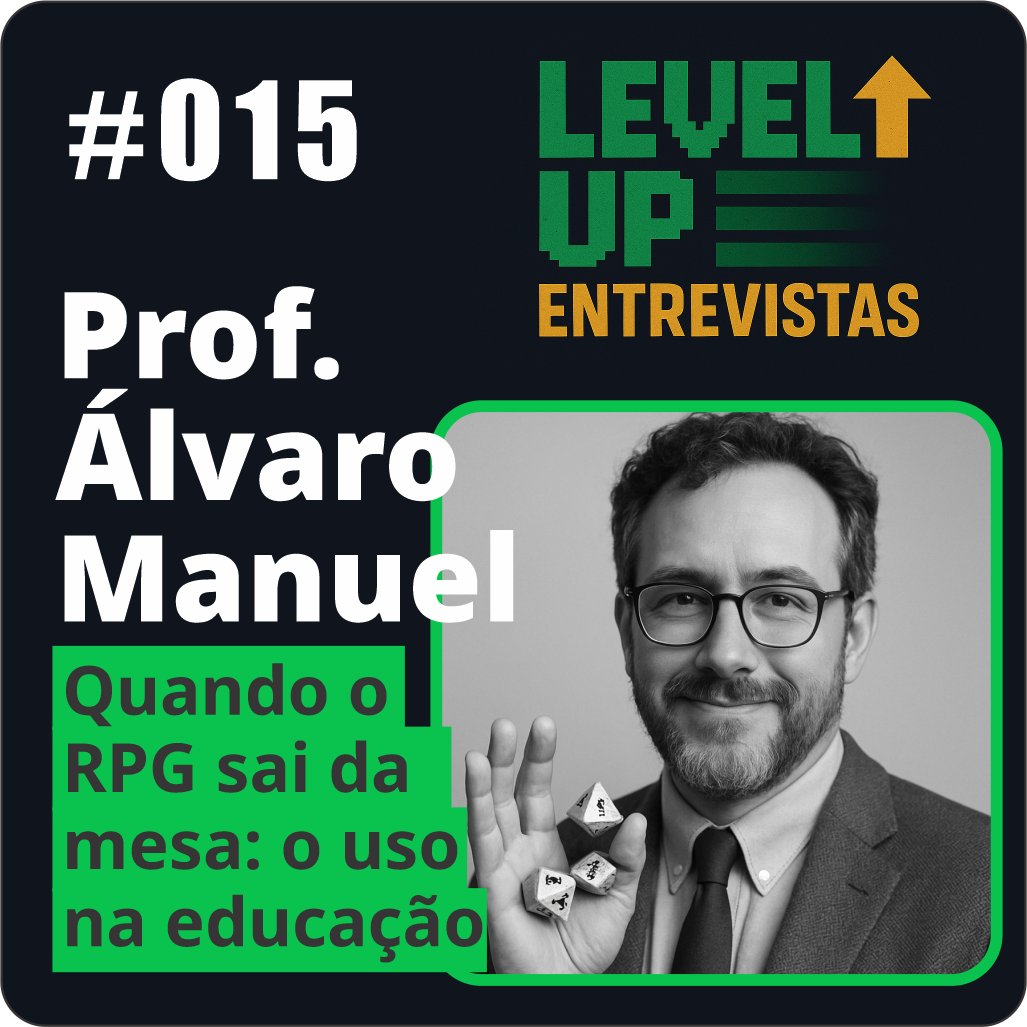 #015
LEVEL
UP
ENTREVISTAS
Prof.
Álvaro
Manuel
Quando o
RPG sai da
mesa: o uso
na educação